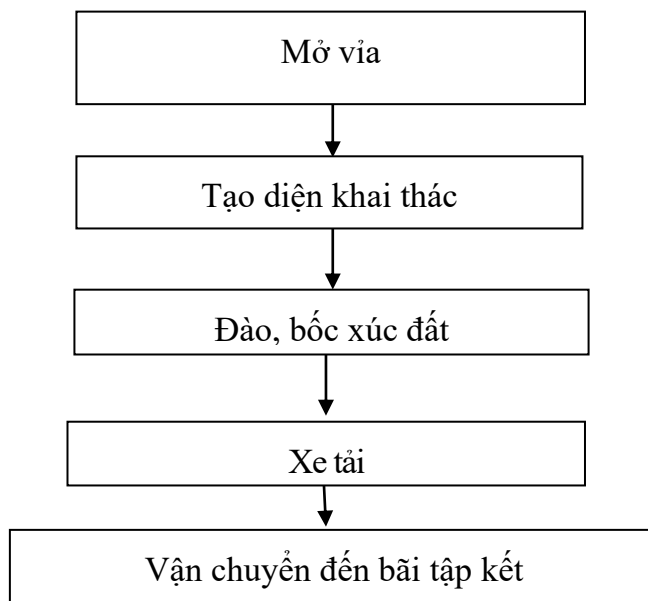 Mở vỉa
Tạo diện khai thác
Đào, bốc xúc đất
Xe tải
Vận chuyển đến bãi tập kết